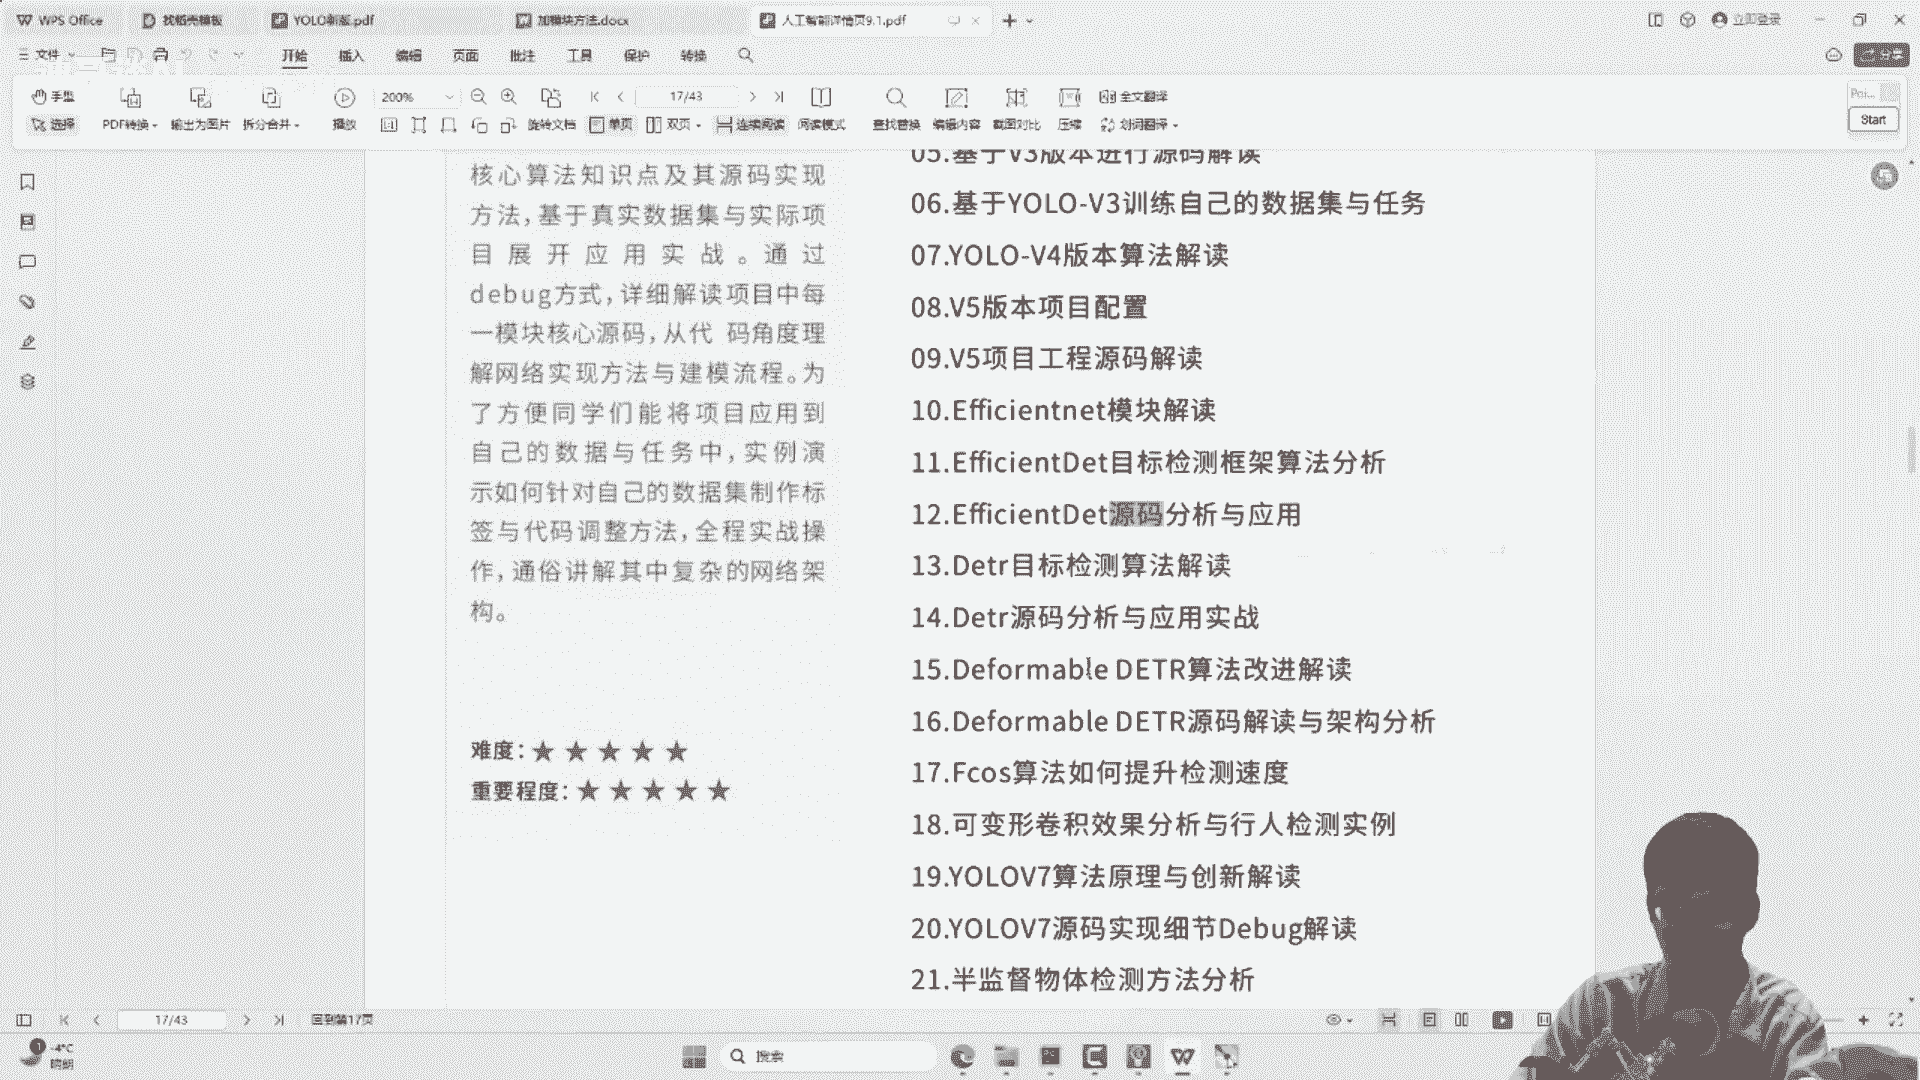 WPS Office
找稻壳模板
YOLO新版.pdf
加模块方法.docx
人工智能详情页9.1.pdf
立即登录
文件
开始
插入
编辑
页面
批注
工具
保护
转换
分享
手型
选择
PDF转换
输出为图片
拆分合并
播放
200%
旋转文档
17/43
单页
双页
连续阅读
阅读模式
查找替换
编辑内容
截图对比
压缩
全文翻译
划词翻译
Start
核心算法知识点及其源码实现
方法,基于真实数据集与实际项
目展开应用实战。通过
debug方式,详细解读项目中每
一模块核心源码,从代 码角度理
解网络实现方法与建模流程。为
了方便同学们能将项目应用到
自己的数据与任务中,实例演
示如何针对自己的数据集制作标
签与代码调整方法,全程实战操
作,通俗讲解其中复杂的网络架
构。
难度：★ ★ ★ ★ ★
重要程度：★ ★ ★ ★ ★
05.基于V3版本进行源码解读
06.基于YOLO-V3训练自己的数据集与任务
07.YOLO-V4版本算法解读
08.V5版本项目配置
09.V5项目工程源码解读
10.Efficientnet模块解读
11.EfficientDet目标检测框架算法分析
12.EfficientDet源码分析与应用
13.Detr目标检测算法解读
14.Detr源码分析与应用实战
15.Deformable DETR算法改进解读
16.Deformable DETR源码解读与架构分析
17.Fcos算法如何提升检测速度
18.可变形卷积效果分析与行人检测实例
19.YOLOV7算法原理与创新解读
20.YOLOV7源码实现细节Debug解读
21.半监督物体检测方法分析
17/43
回到第17页
-4°C
晴朗
搜索